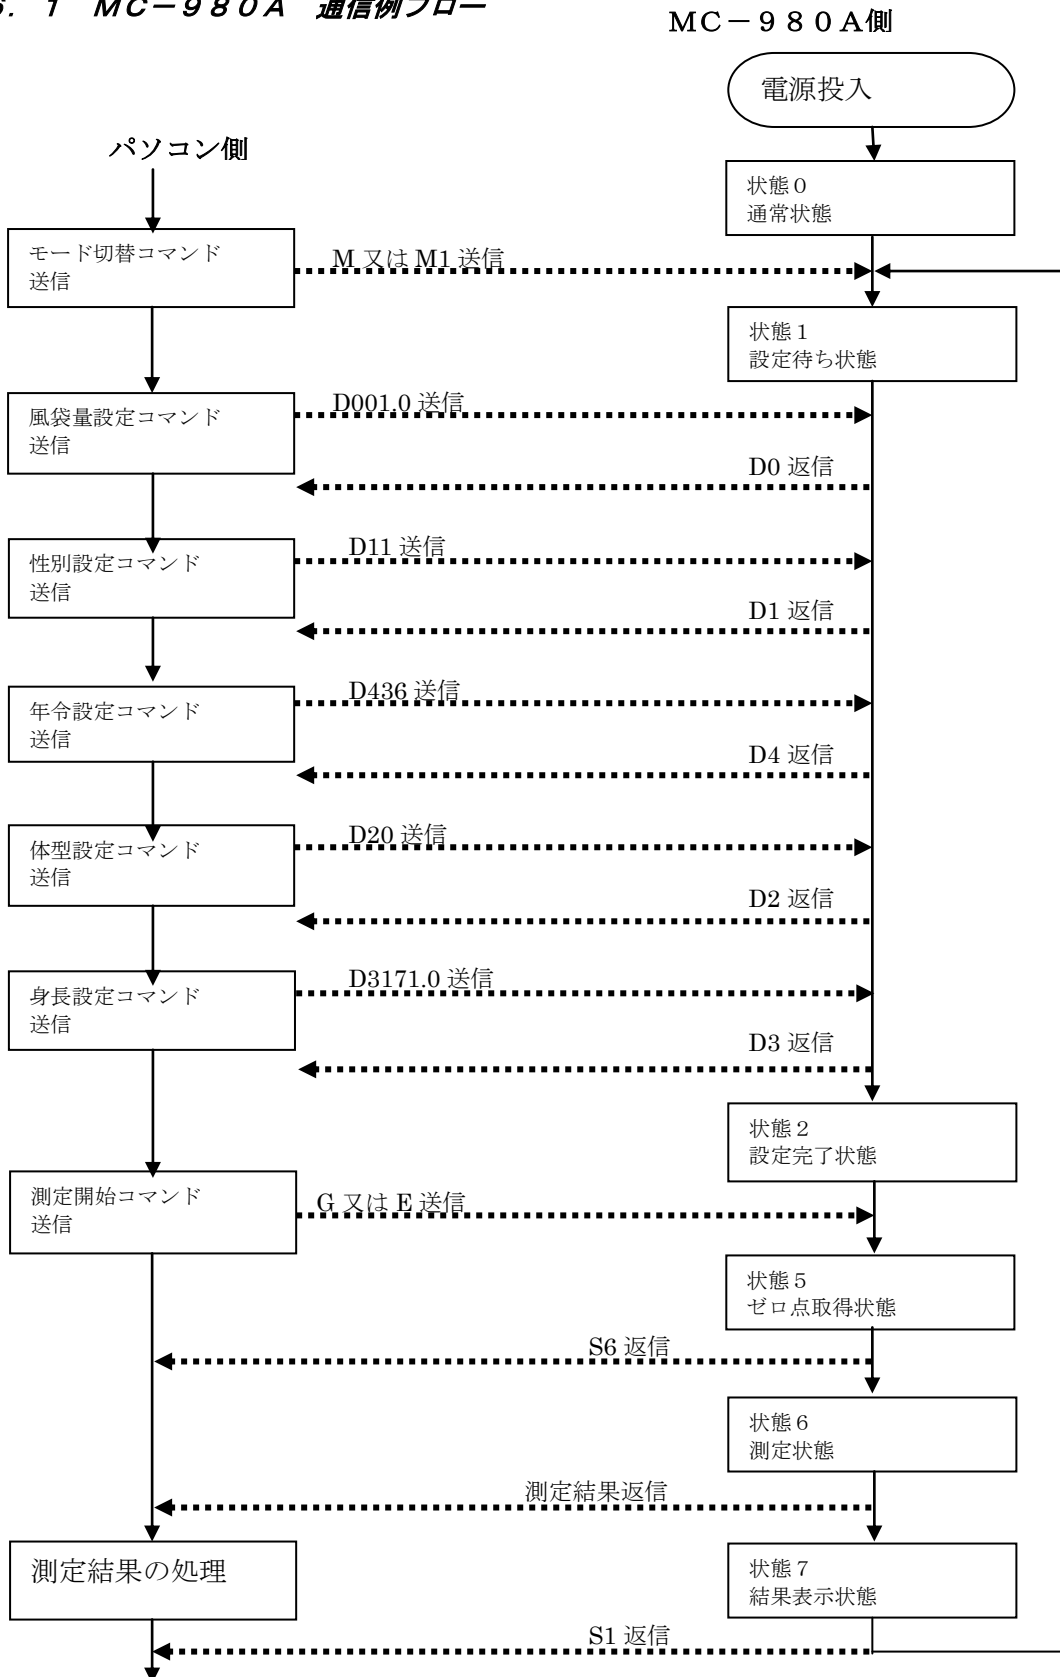 ６．１　ＭＣ－９８０Ａ　通信例フロー
ＭＣ－９８０Ａ側
電源投入
パソコン側
状態０
通常状態
モード切替コマンド
送信
M 又は M1 送信
状態１
設定待ち状態
風袋量設定コマンド
送信
D001.0 送信
D0 返信
性別設定コマンド
送信
D11 送信
D1 返信
年令設定コマンド
送信
D436 送信
D4 返信
体型設定コマンド
送信
D20 送信
D2 返信
身長設定コマンド
送信
D3171.0 送信
D3 返信
状態２
設定完了状態
測定開始コマンド
送信
G 又は E 送信
状態５
ゼロ点取得状態
S6 返信
状態６
測定状態
測定結果返信
測定結果の処理
状態７
結果表示状態
S1 返信